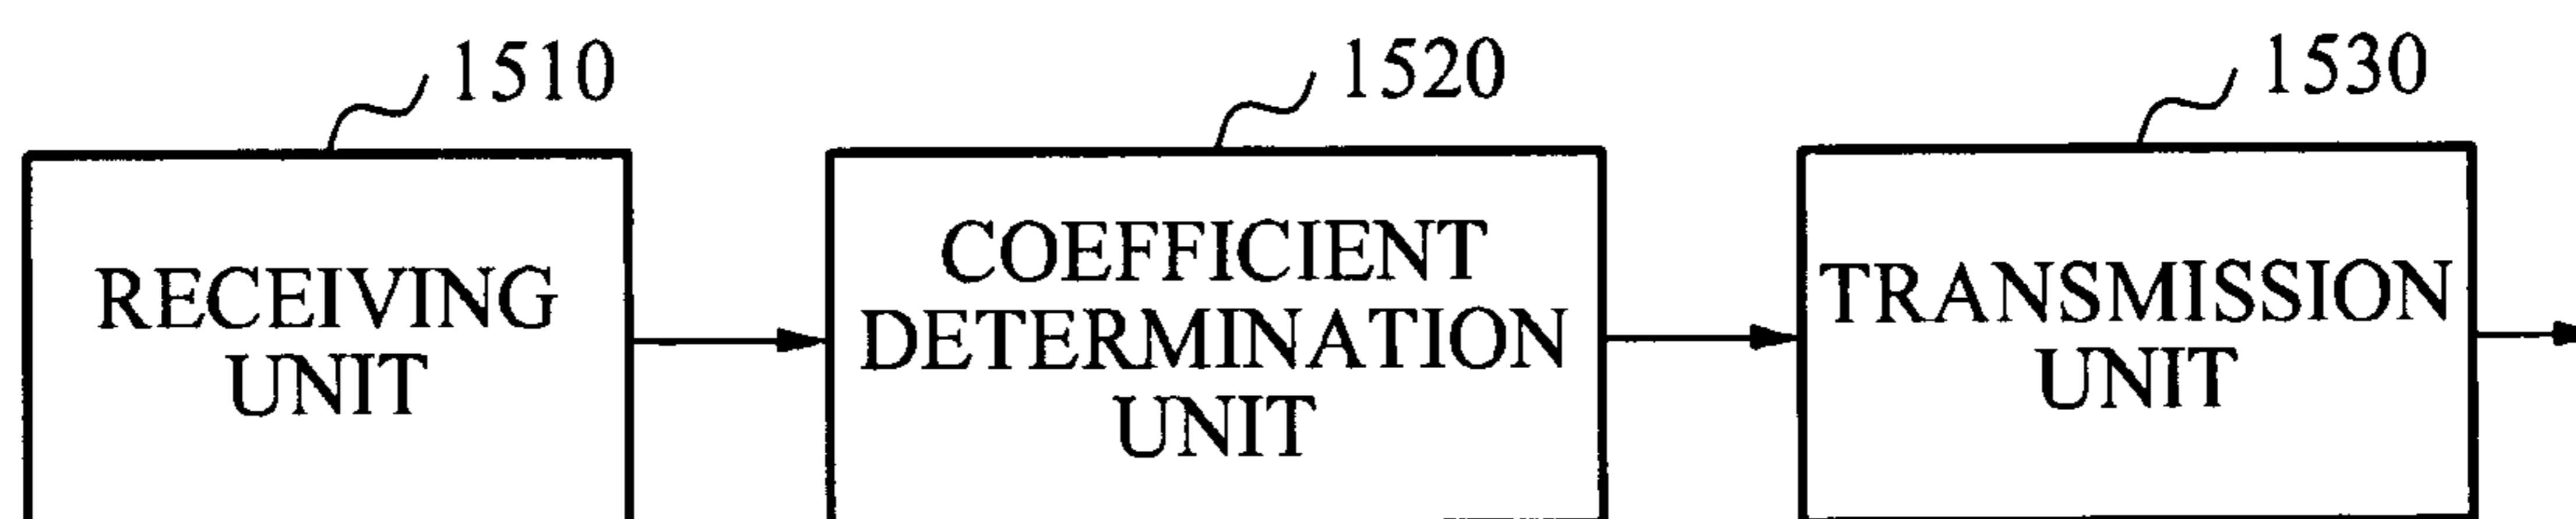 1510
1520
1530
RECEIVING
UNIT
COEFFICIENT
DETERMINATION
UNIT
TRANSMISSION
UNIT